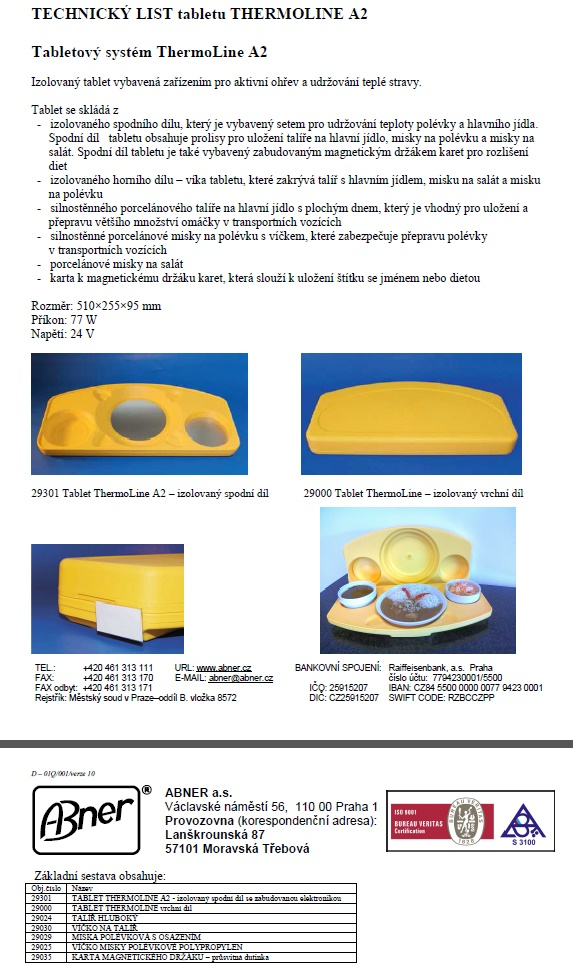 TECHNICKÝ LIST tabletu THERMOLINE A2
Tabletový systém ThermoLine A2
Izolovaný tablet vybavená zařízením pro aktivní ohřev a udržování teplé stravy.
Tablet se skládá z
- izolovaného spodního dílu, který je vybavený setem pro udržování teploty polévky a hlavního jídla.
Spodní díl tabletu obsahuje prolisy pro uložení talíře na hlavní jídlo, misky na polévku a misky na
salát. Spodní díl tabletu je také vybavený zabudovaným magnetickým držákem karet pro rozlišení
diet
- izolovaného horního dílu – víka tabletu, které zakrývá talíř s hlavním jídlem, misku na salát a misku
na polévku
- silnostěnného porcelánového talíře na hlavní jídlo s plochým dnem, který je vhodný pro uložení a
přepravu většího množství omáčky v transportních vozících
- silnostěnné porcelánové misky na polévku s víčkem, které zabezpečuje přepravu polévky
v transportních vozících
- porcelánové misky na salát
- karta k magnetickému držáku karet, která slouží k uložení štítku se jménem nebo dietou
Rozměr: 510×255×95 mm
Příkon: 77 W
Napětí: 24 V
29301 Tablet ThermoLine A2 – izolovaný spodní díl
29000 Tablet ThermoLine – izolovaný vrchní díl
TEL.: +420 461 313 111 URL: www.abner.cz BANKOVNÍ SPOJENÍ: Raiffeisenbank, a.s. Praha
FAX +420 461 313 170 E-MAIL: abner@abner.cz číslo účtu: 7794230001/5500
FAX odbyt: +420 461 313 171 IČO: 25915207 IBAN: CZ84 5500 0000 0077 9423 0001
Rejstřík: Městský soud v Praze–oddíl B. vložka 8572 DIČ: CZ25915207 SWIFT CODE: RZBCCZPP
D – 01Q/001/verze 10
ABNER ®
ABNER a.s.
Václavské náměstí 56, 110 00 Praha 1
Provozovna (korespondenční adresa):
Lanškrounská 87
57101 Moravská Třebová
ISO 9001
BUREAU VERITAS
Certification
BUREAU VERITAS
1828
S 3100
Základní sestava obsahuje:
Obj.číslo Název
29301 TABLET THERMOLINE A2 - izolovaný spodní díl se zabudovanou elektronikou
29000 TABLET THERMOLINE vrchní díl
29024 TALÍŘ HLUBOKÝ
29030 VÍČKO NA TALÍŘ
29029 MISKA POLÉVKOVÁ S OSAZENÍM
29025 VÍČKO MISKY POLÉVKOVÉ POLYPROPYLEN
29035 KARTA MAGNETICKÉHO DRŽÁKU – průsvitná dutinka